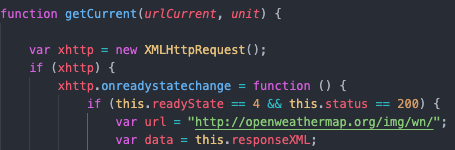 function getCurrent(urlCurrent, unit) {
var xhttp = new XMLHttpRequest();
if (xhttp) {
xhttp.onreadystatechange = function () {
if (this.readyState == 4 && this.status == 200) {
var url = "http://openweathermap.org/img/wn/";
var data = this.responseXML;